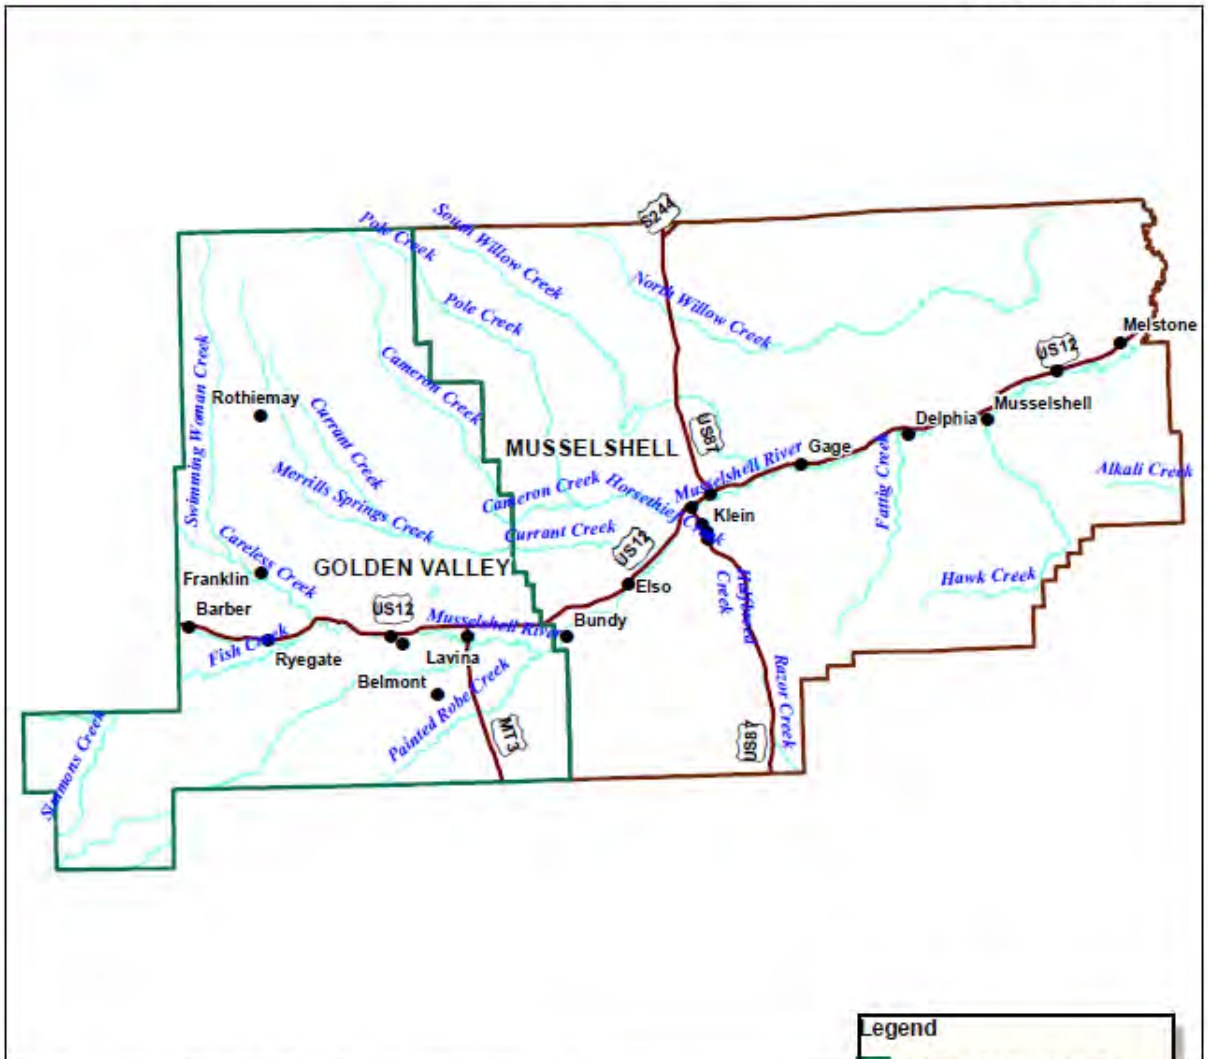 S244
South Willow Creek
Pole Creek
North Willow Creek
Pole Creek
Melstone
US12
Cameron Creek
Swimming Woman Creek
Rothiemay
Currant Creek
Musselshell
Delphia
US87
MUSSELSHELL
Gage
Musselshell River
Fattig Creek
Alkali Creek
Merrills Springs Creek
Cameron Creek
Horsethief Creek
Klein
Currant Creek
US12
Careless Creek
GOLDEN VALLEY
Franklin
Elso
Halfbreed
Creek
Hawk Creek
Barber
US12
Musselshell River
Bundy
Fish Creek
Ryegate
Lavina
Belmont
Painted Robe Creek
Razor Creek
MT3
US87
Simmons Creek
Legend